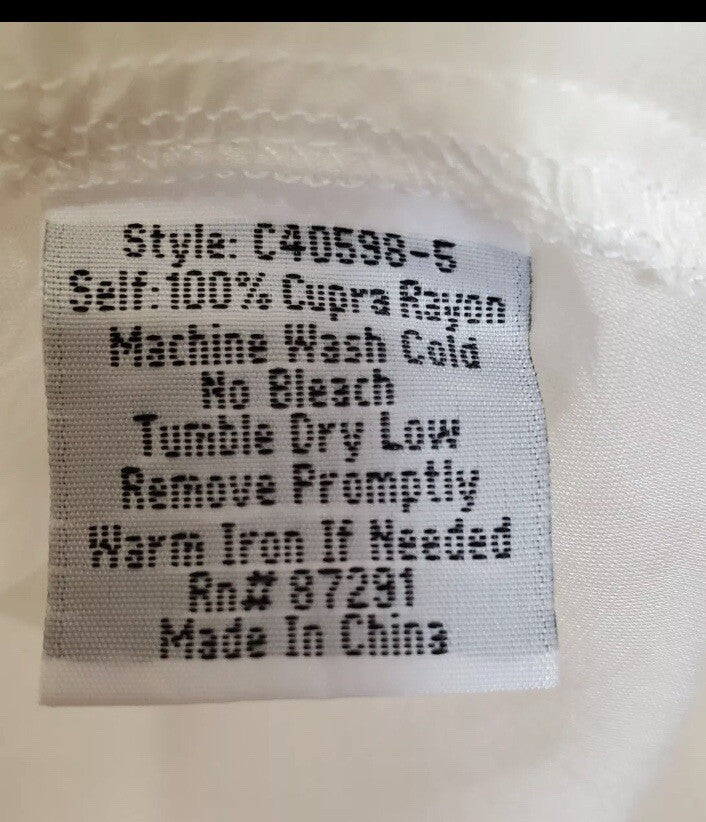 Style: C40598-5
Self:100% Cupra Rayon
Machine Wash Cold
No Bleach
Tumble Dry Low
Remove Promptly
Warm Iron If Needed
Rn# 87291
Made In China